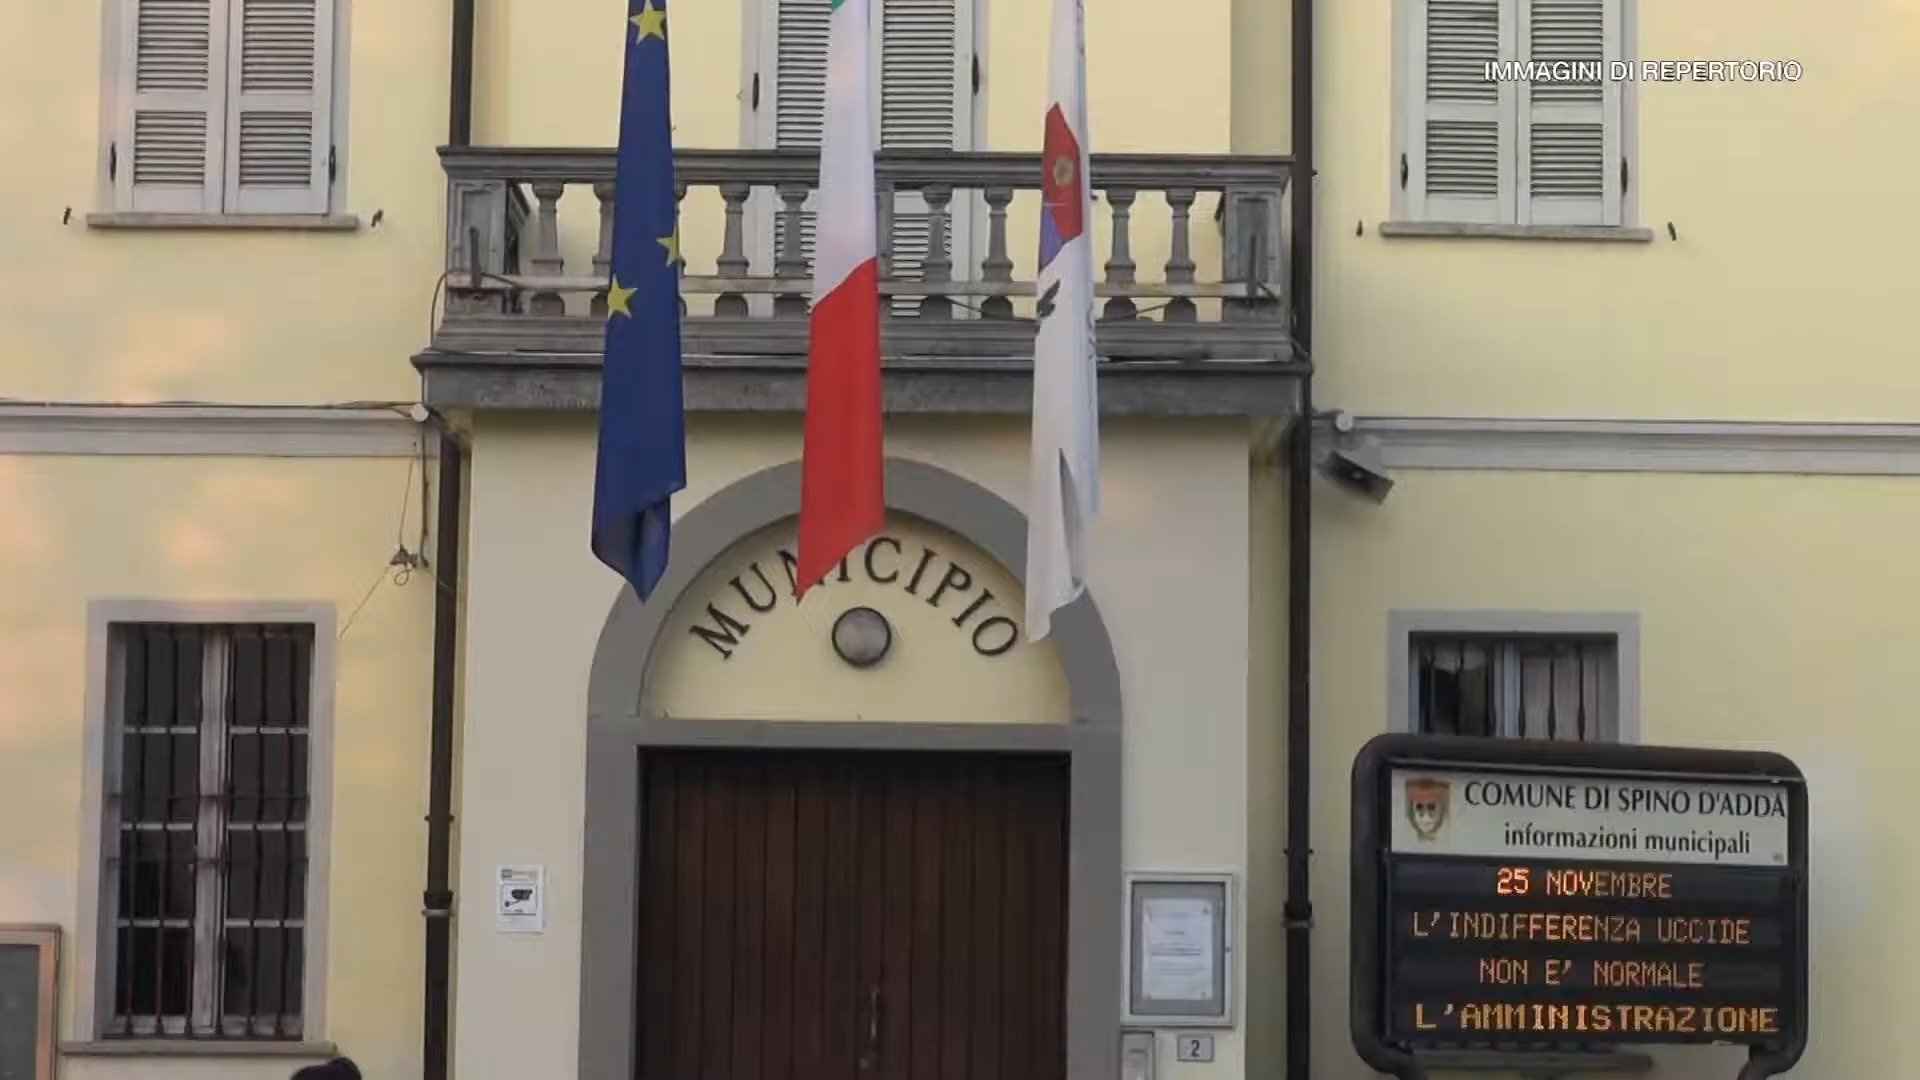 IMMAGINI DI REPERTORIO
MUNICIPIO
COMUNE DI SPINO D'ADDA
informazioni municipali
25 NOVEMBRE
L'INDIFFERENZA UCCIDE
NON E' NORMALE
L'AMMINISTRAZIONE
2